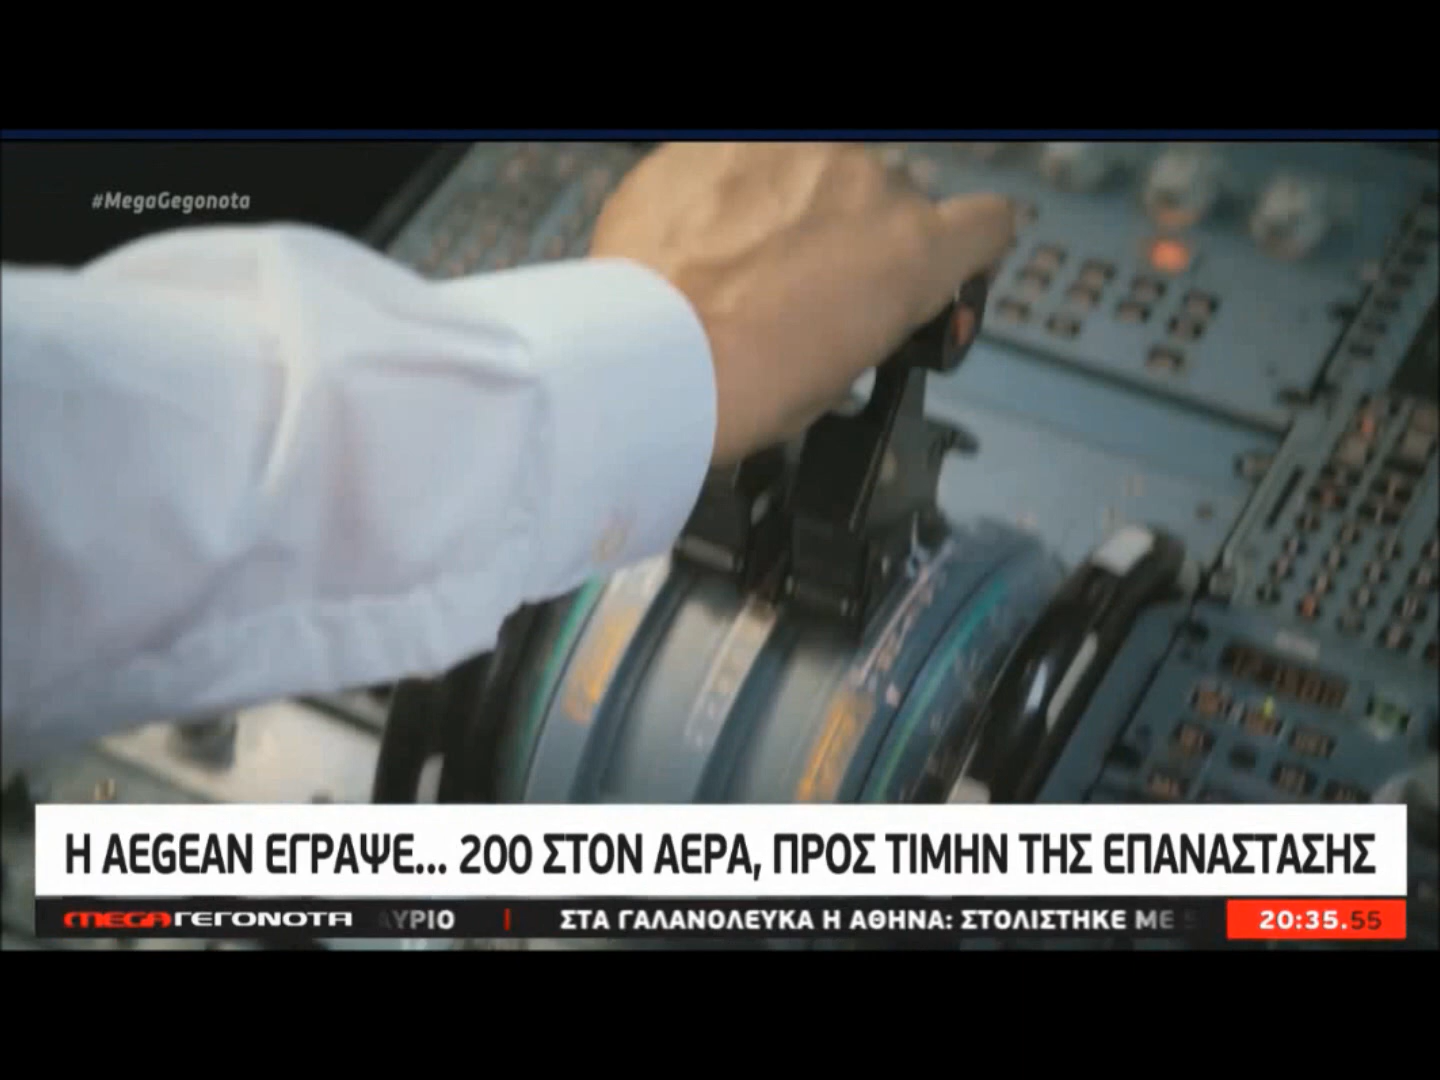 #MegaGegonota
Η AEGEAN ΕΓΡΑΨΕ... 200 ΣΤΟΝ ΑΕΡΑ, ΠΡΟΣ ΤΙΜΗΝ ΤΗΣ ΕΠΑΝΑΣΤΑΣΗΣ
MEGA ΓΕΓΟΝΟΤΑ ΑΥΡΙΟ | ΣΤΑ ΓΑΛΑΝΟΛΕΥΚΑ Η ΑΘΗΝΑ: ΣΤΟΛΙΣΤΗΚΕ ΜΕ 20:35.55